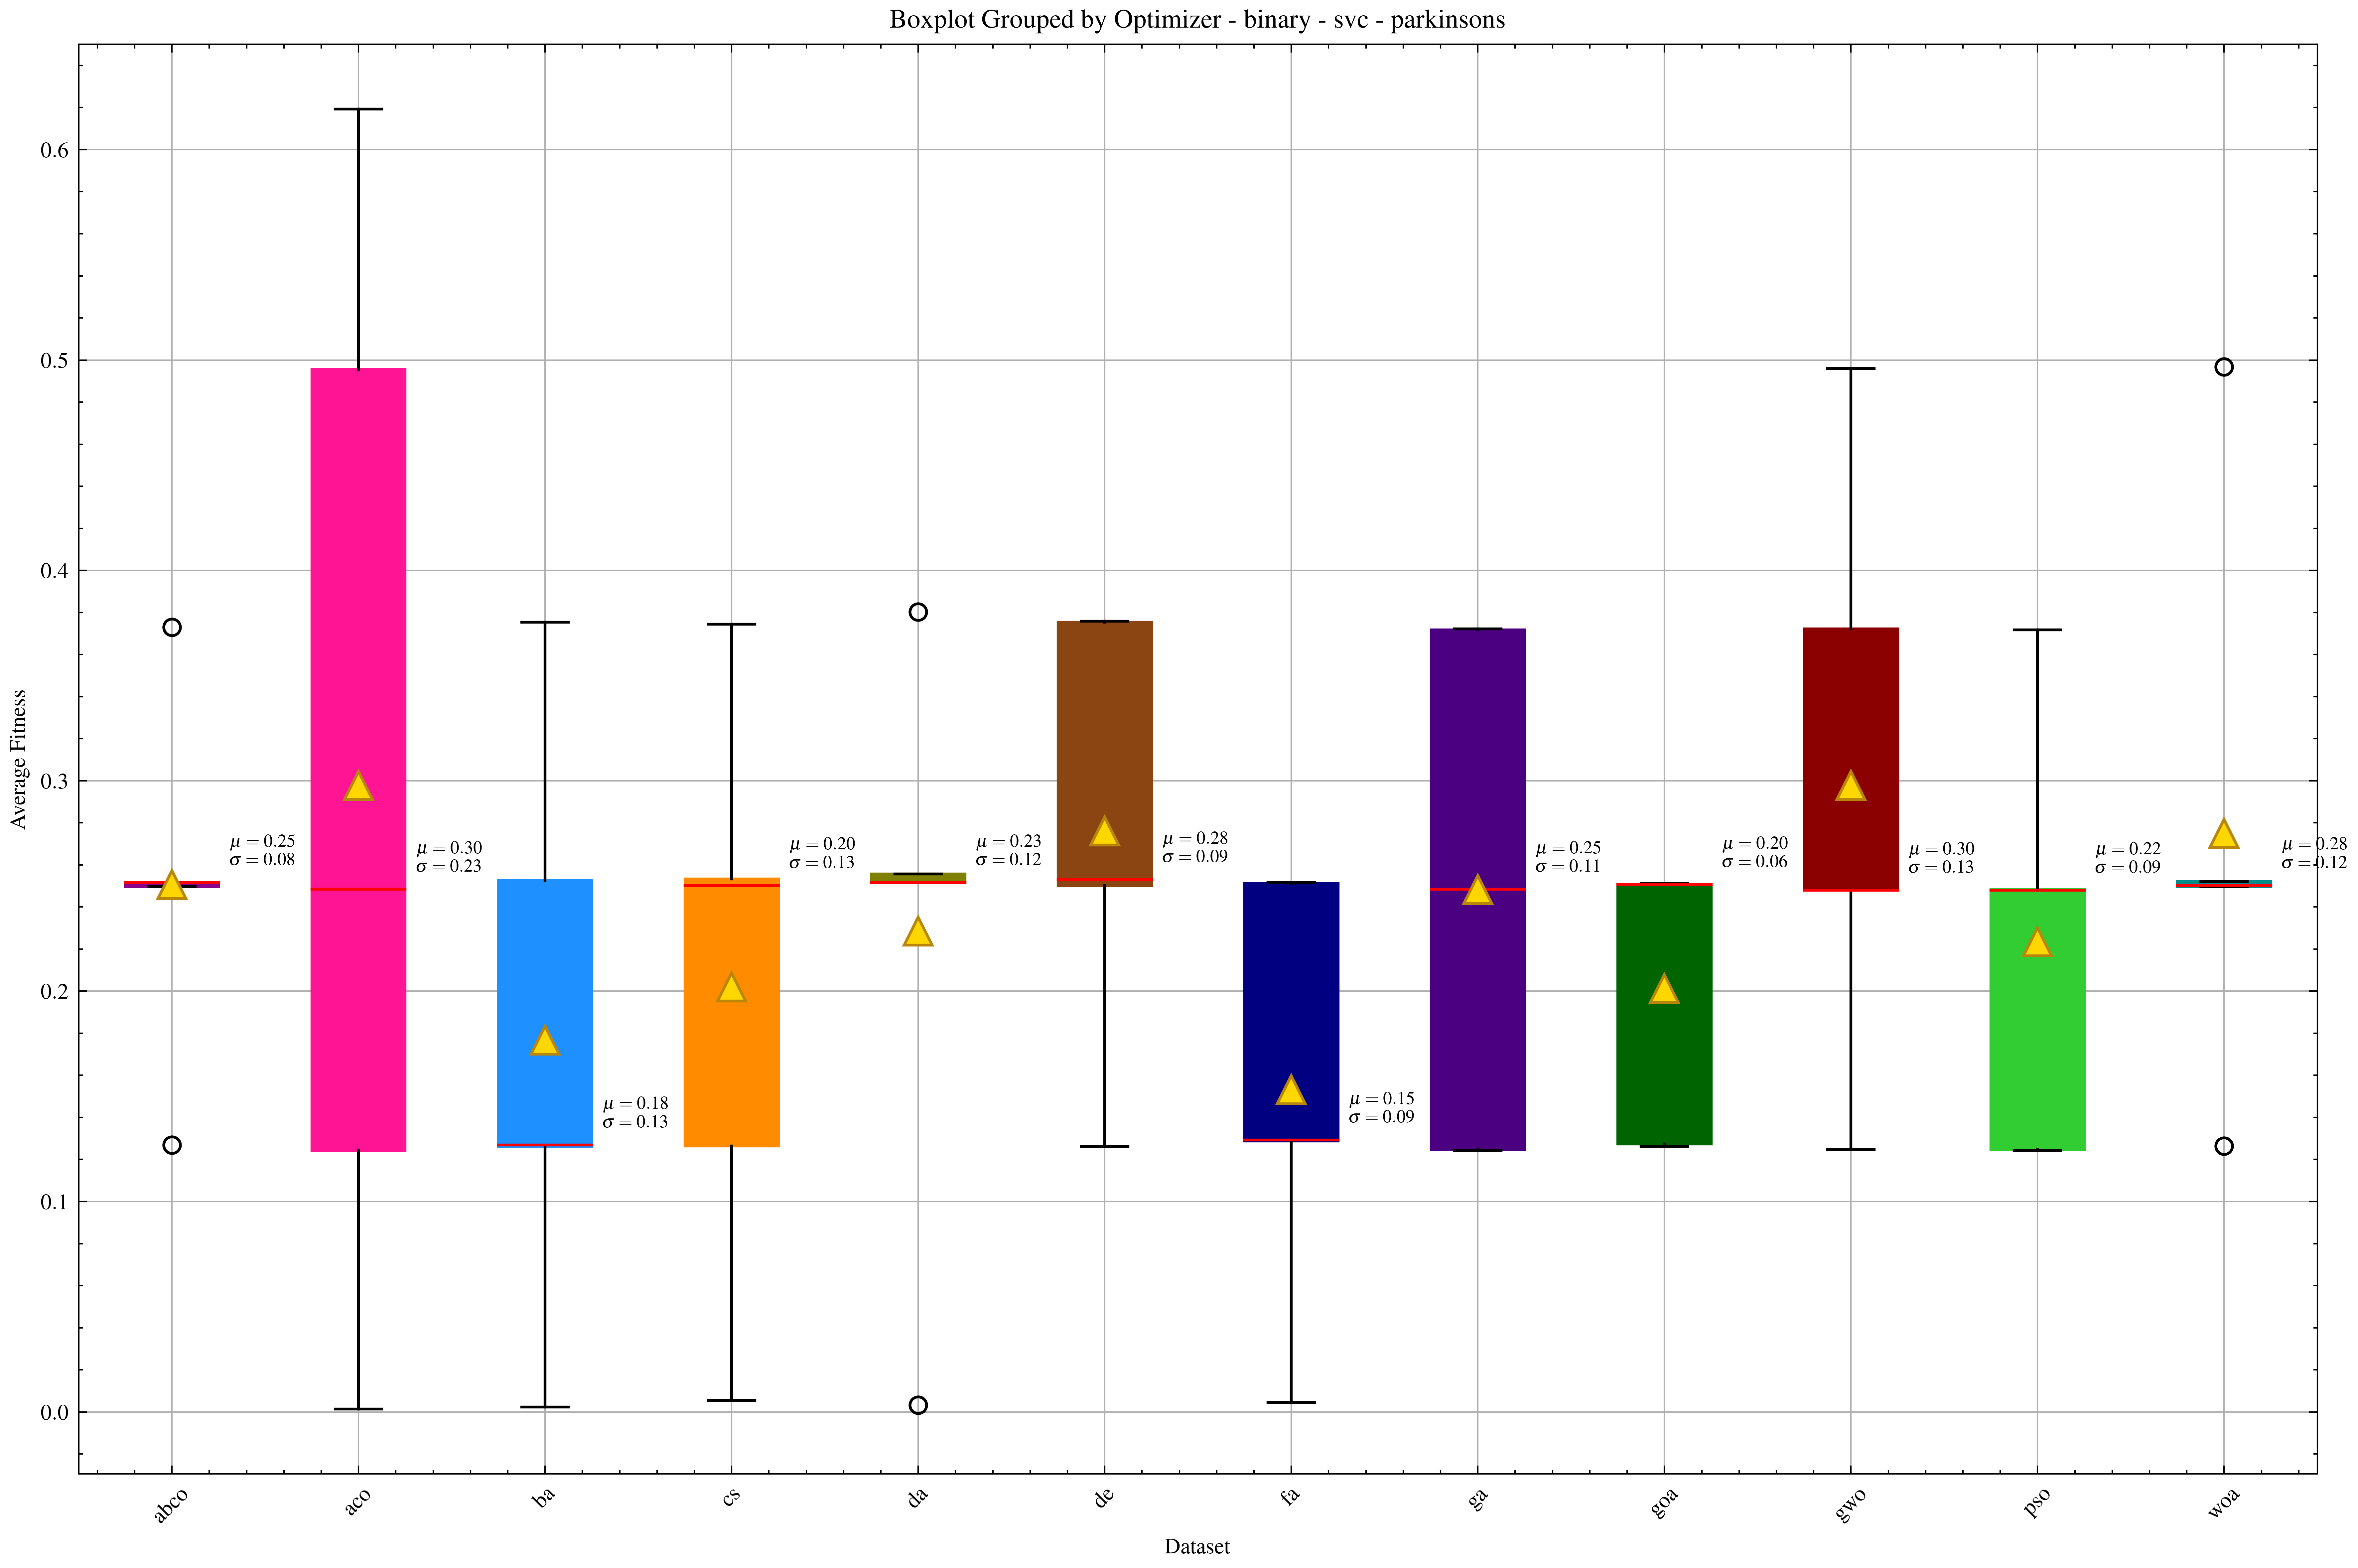 Boxplot Grouped by Optimizer - binary - svc - parkinsons
Average Fitness
0.6
0.5
0.4
0.3
0.2
0.1
0.0
μ = 0.25
σ = 0.08
μ = 0.30
σ = 0.23
μ = 0.18
σ = 0.13
μ = 0.20
σ = 0.13
μ = 0.23
σ = 0.12
μ = 0.28
σ = 0.09
μ = 0.15
σ = 0.09
μ = 0.25
σ = 0.11
μ = 0.20
σ = 0.06
μ = 0.30
σ = 0.13
μ = 0.22
σ = 0.09
μ = 0.28
σ = 0.12
abco
aco
ba
cs
da
de
fa
ga
goa
gwo
pso
woa
Dataset